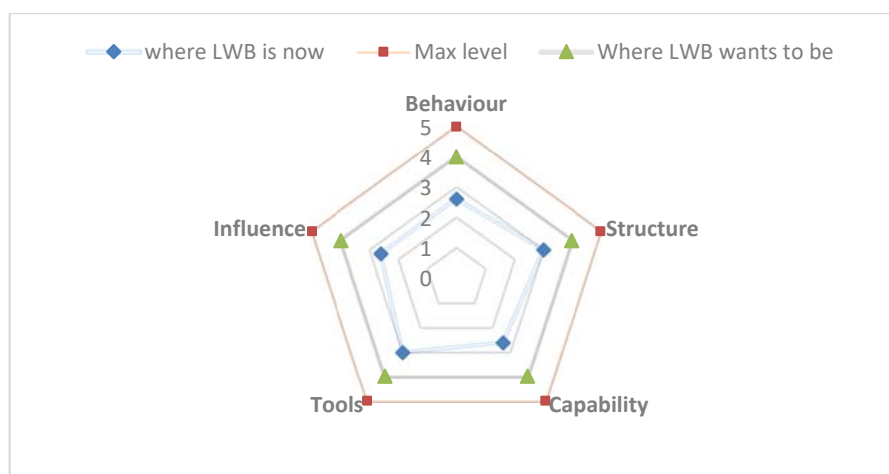 where LWB is now Max level Where LWB wants to be
Behaviour
5
4
3
2
1
0
Influence
Structure
Tools
Capability